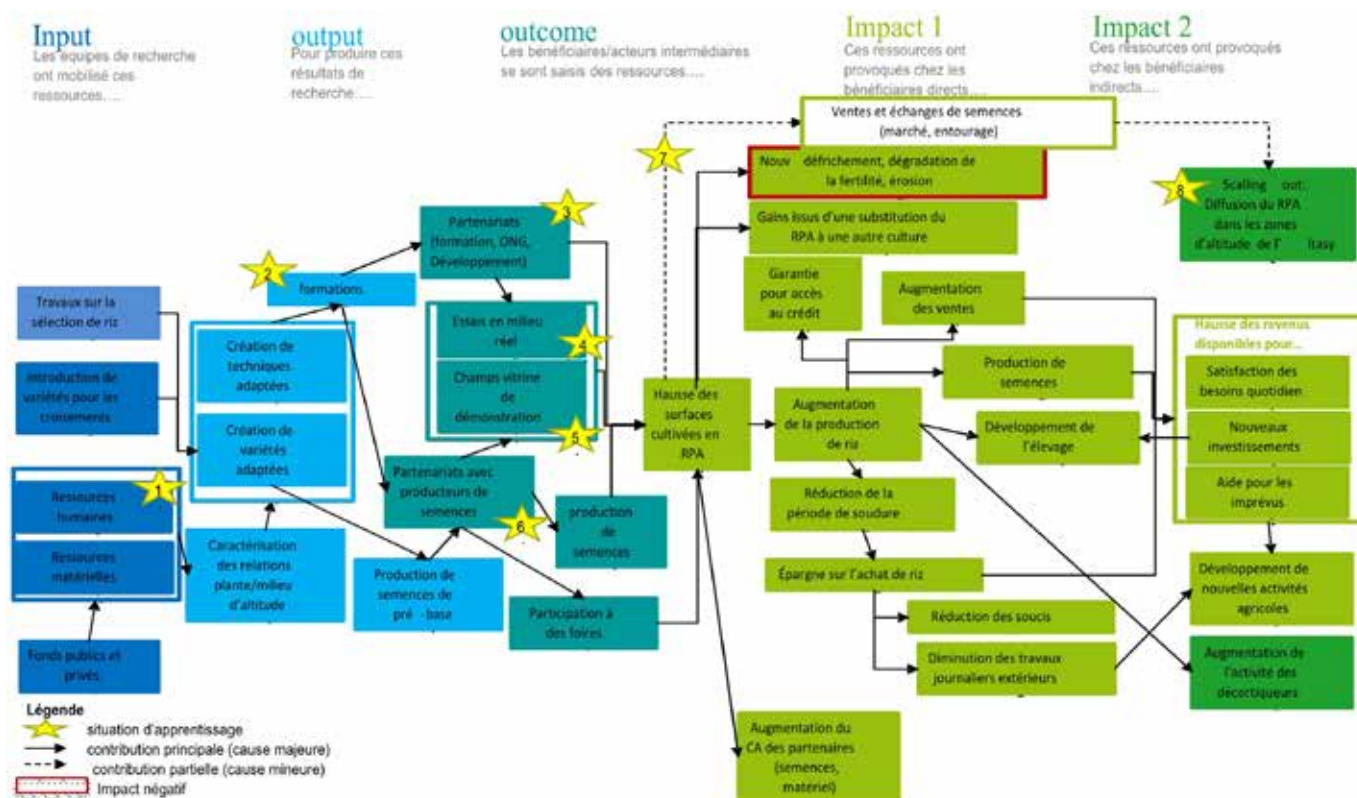 Input
Les équipes de recherche
ont mobilisé ces
ressources....
output
Pour produire ces
résultats de
recherche....
outcome
Les bénéficiaires/acteurs intermédiaires
se sont saisis des ressources....
Impact 1
Ces ressources ont
provoqués chez les
bénéficiaires directs....
Impact 2
Ces ressources ont provoqués
chez les bénéficiaires
indirects....
Travaux sur la
sélection de riz
Introduction de
variétés pour les
croisements
1
Ressources
humaines
Ressources
matérielles
Fonds publics et
privés
2
formations
Création de
techniques
adaptées
Création de
variétés
adaptées
Caractérisation
des relations
plante/milieu
d'altitude
Production de
semences de
pré -base
3
Partenariats
(formation, ONG,
Développement)
Essais en milieu
réel
4
Champs vitrine
de
démonstration
5
Partenariats avec
producteurs de
semences
6
production
de
semences
Participation à
des foires
7
Hausse des
surfaces
cultivées en
RPA
Ventes et échanges de semences
(marché, entourage)
Nouv défrichement, dégradation de
la fertilité, érosion
Gains issus d'une substitution du
RPA à une autre culture
Garantie
pour accès
au crédit
Augmentation
des ventes
Production de
semences
Augmentation
de la production
de riz
Développement de
l'élevage
Réduction de la
période de soudure
Épargne sur l'achat de riz
Réduction des soucis
Diminution des travaux
journaliers extérieurs
Augmentation du
CA des partenaires
(semences,
matériel)
8
Scalling out:
Diffusion du RPA
dans les zones
d'altitude de l' Itasy
Hausse des revenus
disponibles pour...
Satisfaction des
besoins quotidien
Nouveaux
investissements
Aide pour les
imprévus
Développement de
nouvelles activités
agricoles
Augmentation de
l'activité des
décortiqueurs
Légende
situation d'apprentissage
contribution principale (cause majeure)
contribution partielle (cause mineure)
Impact négatif